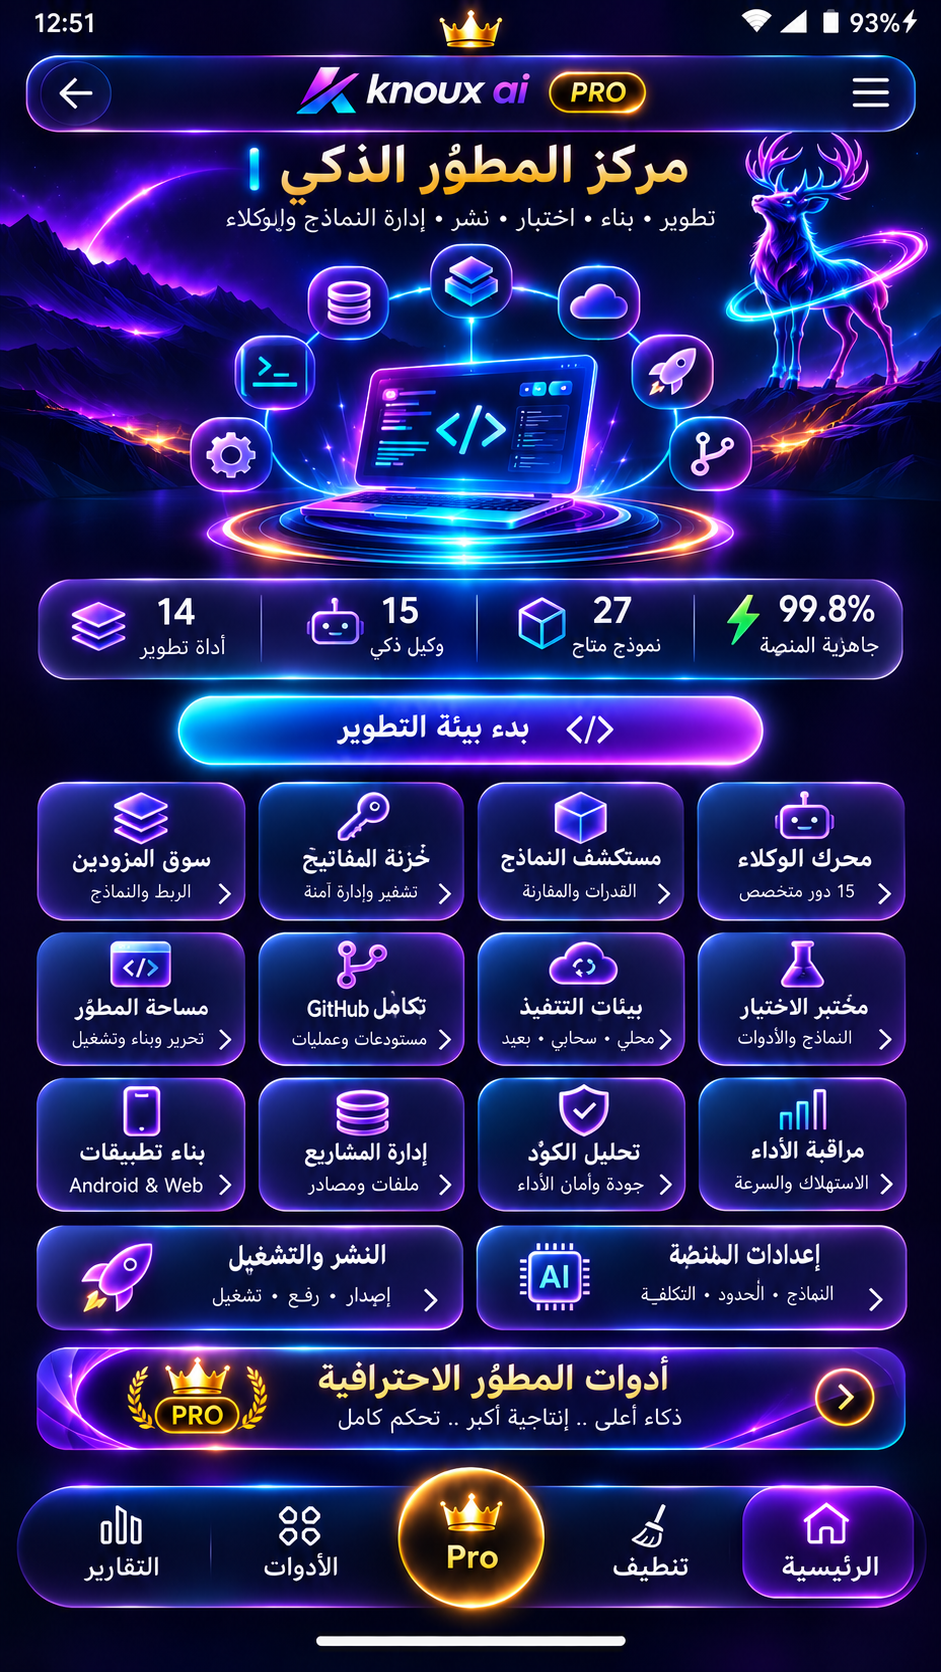 12:51
93%
knoux ai PRO
مركز المطوُر الذكي
تطوير • بناء • اختبار • نشر • إدارة النماذج والوكلاء
>_
</>
99.8%
جاهزية المنصة
27
نموذج متاح
15
وكيل ذكي
14
أداة تطوير
</> بدء بيئة التطوير
محرك الوكلاء
15 دور متخصص
مستكشف النماذج
القدرات والمقارنة
خزنة المفاتيح
تشفير وإدارة آمنة
سوق المزودين
الربط والنماذج
مختبر الاختيار
النماذج والأدوات
بيئات التتفيذ
محلي • سحابي • بعيد
تكامل GitHub
مستودعات وعمليات
</>
مساحة المطوُر
تحرير وبناء وتشغيل
مراقبة الأداء
الاستهلاك والسرعة
تحليل الكوُد
جودة وأمان الأداء
إدارة المشاريع
ملفات ومصادر
بناء تطبيقات
Android & Web
إعدادات المنصة
النماذج • الحدود • التكلفة
AI
النشر والتشغيل
إصدار • رفع • تشغيل
أدوات المطوُر الاحترافية
ذكاء أعلى .. إنتاجية أكبر .. تحكم كامل
PRO
الرئيسية
تنظيف
Pro
الأدوات
التقارير